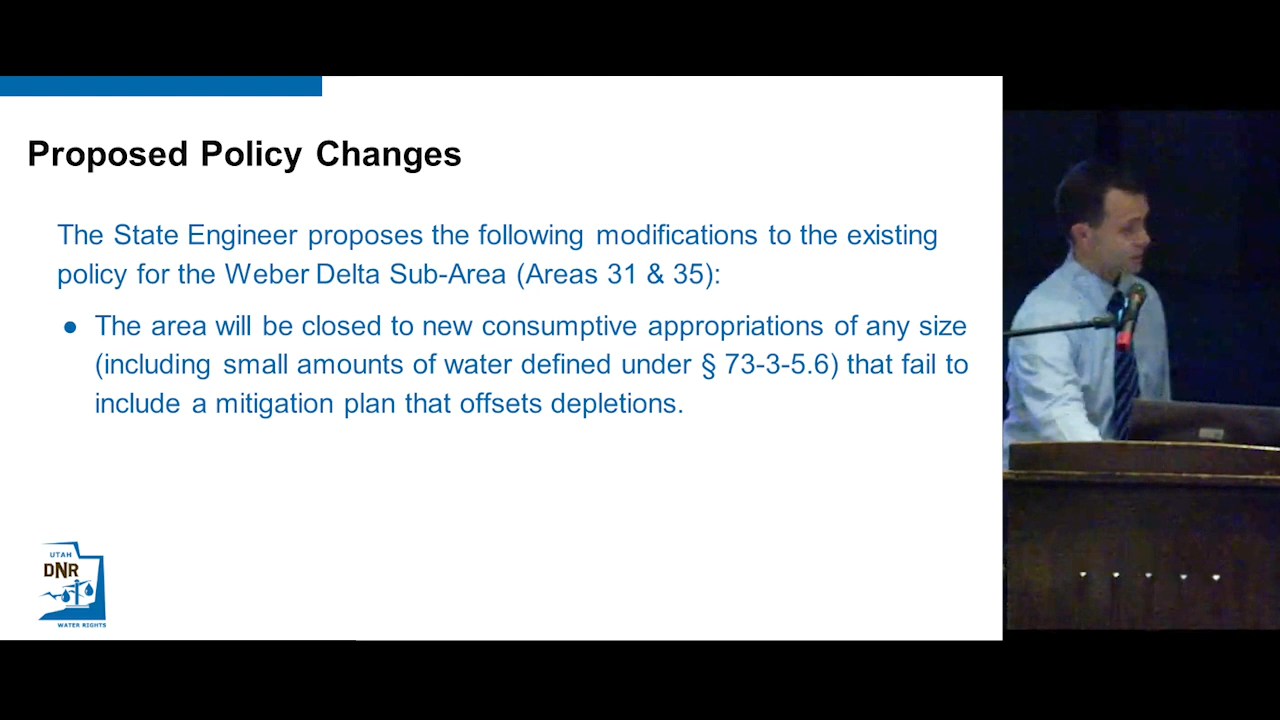 Proposed Policy Changes
The State Engineer proposes the following modifications to the existing
policy for the Weber Delta Sub-Area (Areas 31 & 35):
● The area will be closed to new consumptive appropriations of any size
(including small amounts of water defined under § 73-3-5.6) that fail to
include a mitigation plan that offsets depletions.
UTAH
DNR
WATER RIGHTS